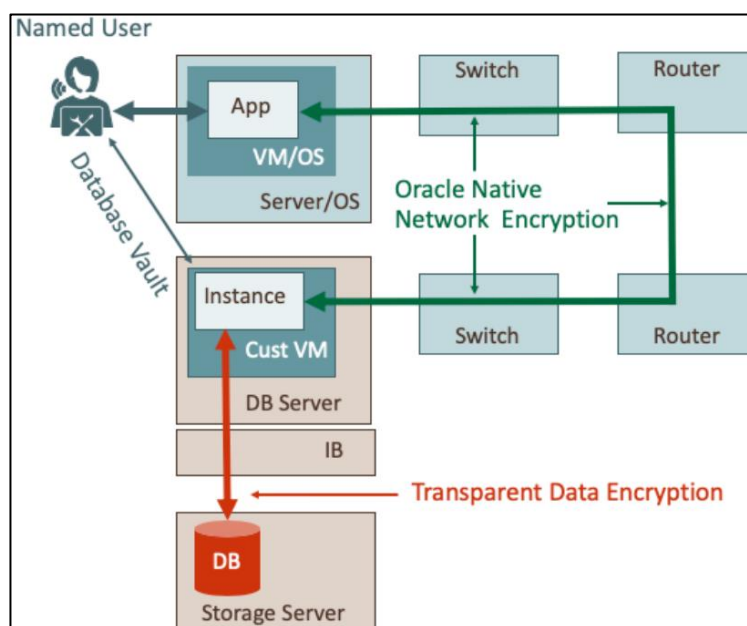 Named User
Switch
Router
App
VM/OS
Server/OS
Oracle Native
Network Encryption
Database Vault
Instance
Cust VM
DB Server
Switch
Router
IB
Transparent Data Encryption
DB
Storage Server